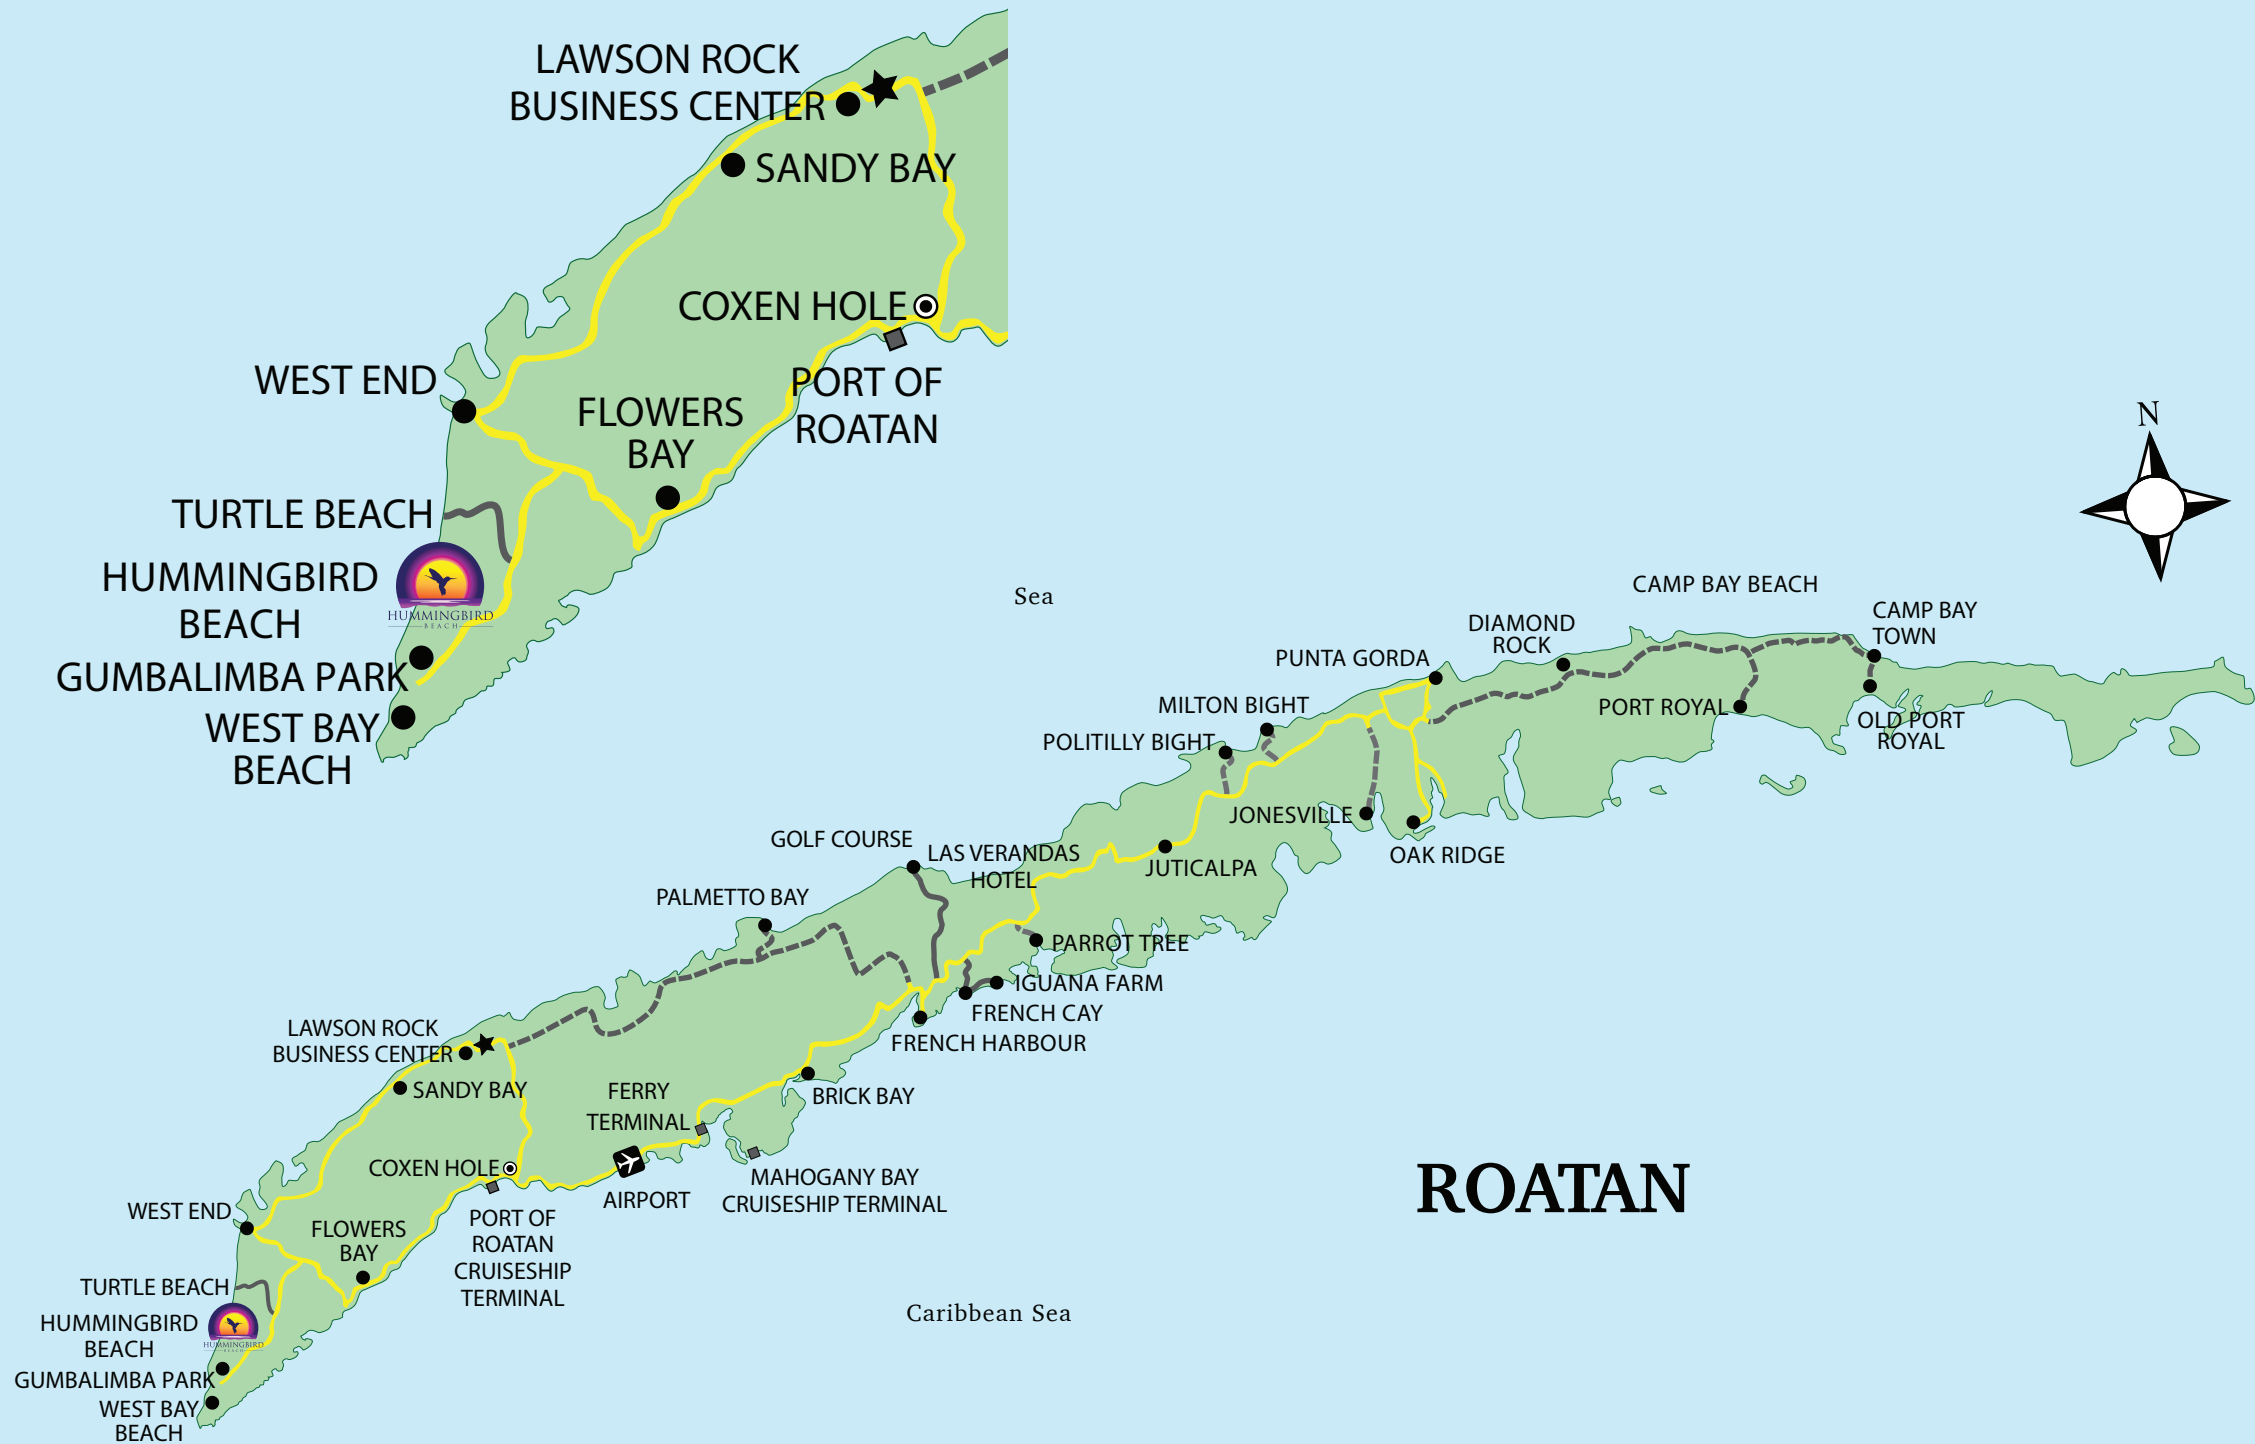 LAWSON ROCK
BUSINESS CENTER
SANDY BAY
COXEN HOLE
PORT OF
ROATAN
WEST END
FLOWERS
BAY
TURTLE BEACH
HUMMINGBIRD
BEACH
HUMMINGBIRD
BEACH
GUMBALIMBA PARK
WEST BAY
BEACH
N
Sea
CAMP BAY BEACH
CAMP BAY
TOWN
DIAMOND
ROCK
PUNTA GORDA
MILTON BIGHT
PORT ROYAL
OLD PORT
ROYAL
POLITILLY BIGHT
JONESVILLE
OAK RIDGE
JUTICALPA
GOLF COURSE
LAS VERANDAS
HOTEL
PALMETTO BAY
PARROT TREE
IGUANA FARM
FRENCH CAY
FRENCH HARBOUR
LAWSON ROCK
BUSINESS CENTER
SANDY BAY
FERRY
TERMINAL
BRICK BAY
COXEN HOLE
MAHOGANY BAY
CRUISESHIP TERMINAL
AIRPORT
PORT OF
ROATAN
CRUISESHIP
TERMINAL
WEST END
FLOWERS
BAY
TURTLE BEACH
HUMMINGBIRD
BEACH
HUMMINGBIRD
BEACH
GUMBALIMBA PARK
WEST BAY
BEACH
ROATAN
Caribbean Sea